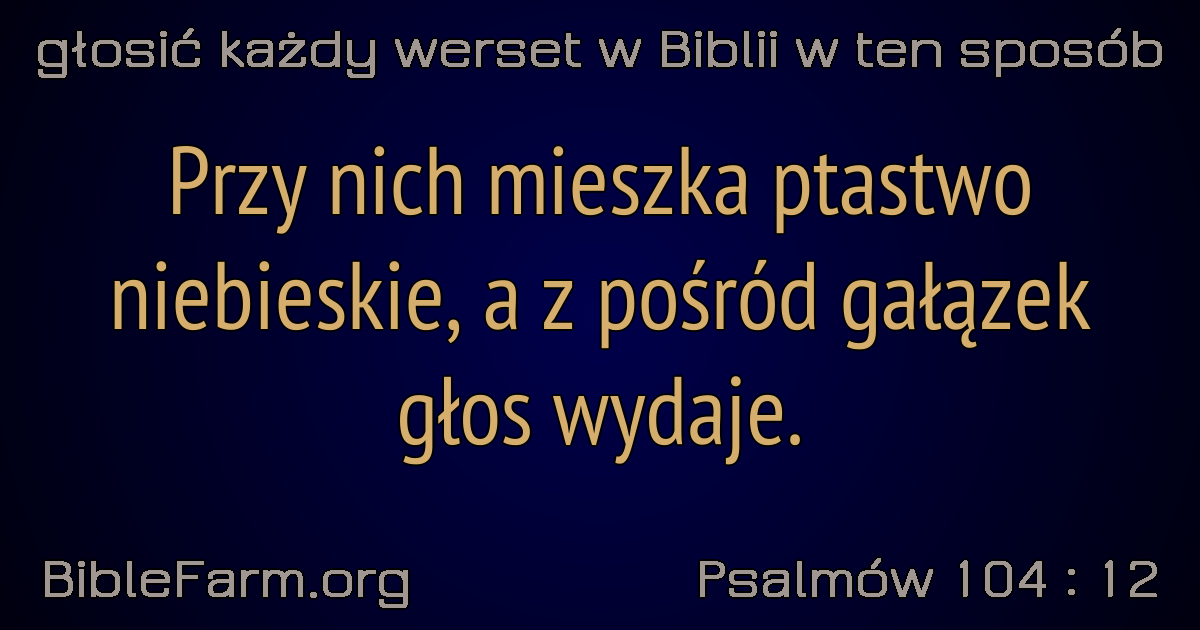 głosić każdy werset w Biblii w ten sposób
Przy nich mieszka ptastwo
niebieskie, a z pośród gałązek
głos wydaje.
BibleFarm.org
Psalmów 104 : 12